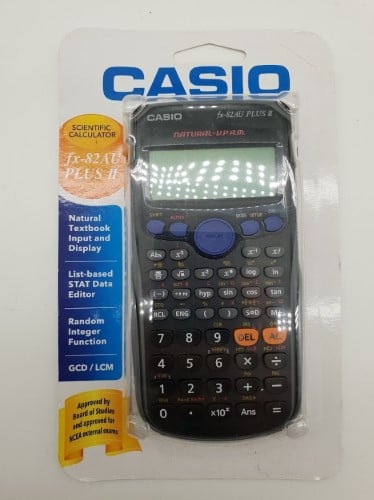 CASIO
SCIENTIFIC
CALCULATOR
fx-82AU
PLUS II
Natural
Textbook
Input and
Display
List-based
STAT Data
Editor
Random
Integer
Function
GCD / LCM
Approved by
Board of Studies
and approved for
NCEA external exams
CASIO
fx-82AU PLUS II
NATURAL-V.P.A.M.
SHIFT ALPHA MODE SETUP
Abs x³ x⁻¹
log ln
(−) hyp sin cos tan
RCL ENG ( ) S⇔D M
7 8 9 DEL AC
4 5 6 × ÷
1 2 3 + −
0 . ×10ˣ Ans =